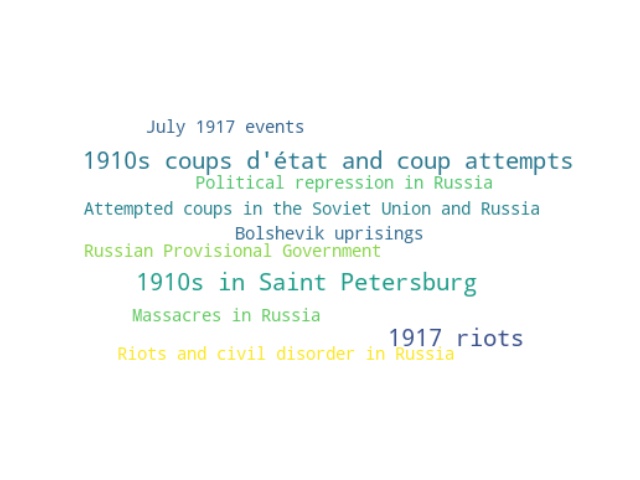 July 1917 events
1910s coups d'état and coup attempts
Political repression in Russia
Attempted coups in the Soviet Union and Russia
Bolshevik uprisings
Russian Provisional Government
1910s in Saint Petersburg
Massacres in Russia
1917 riots
Riots and civil disorder in Russia